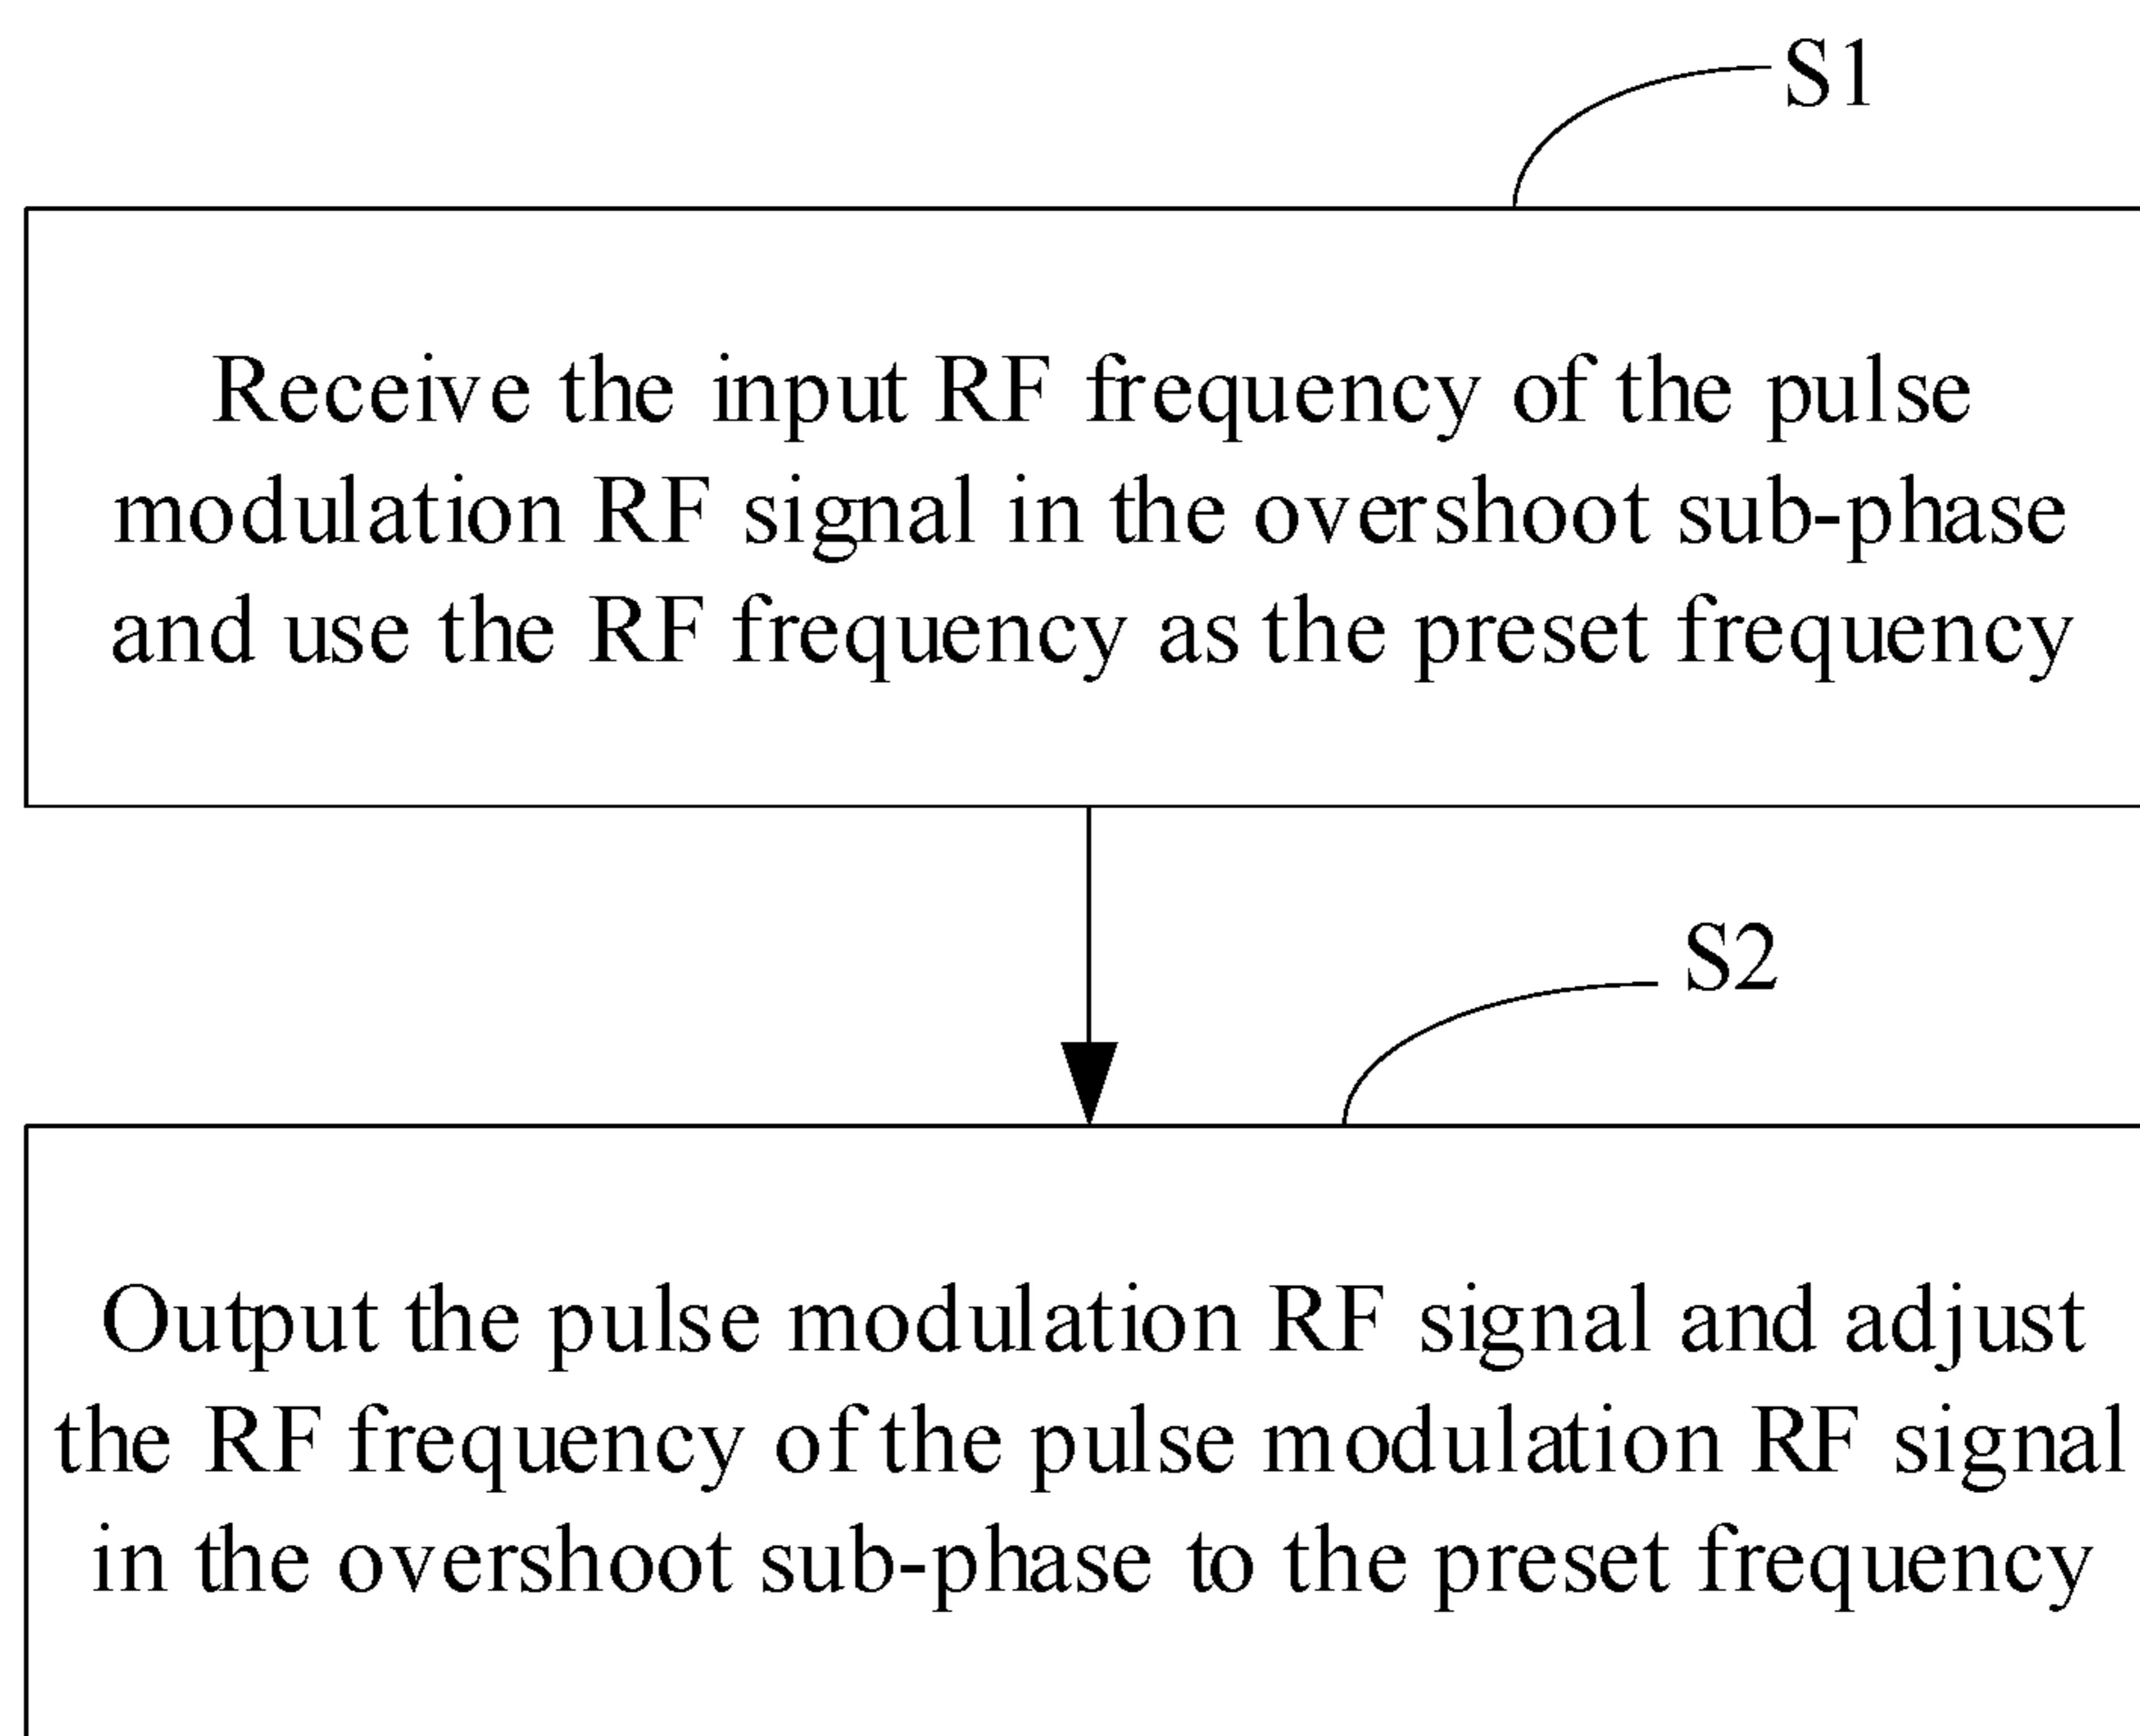 S1
Receive the input RF frequency of the pulse
modulation RF signal in the overshoot sub-phase
and use the RF frequency as the preset frequency
S2
Output the pulse modulation RF signal and adjust
the RF frequency of the pulse modulation RF signal
in the overshoot sub-phase to the preset frequency